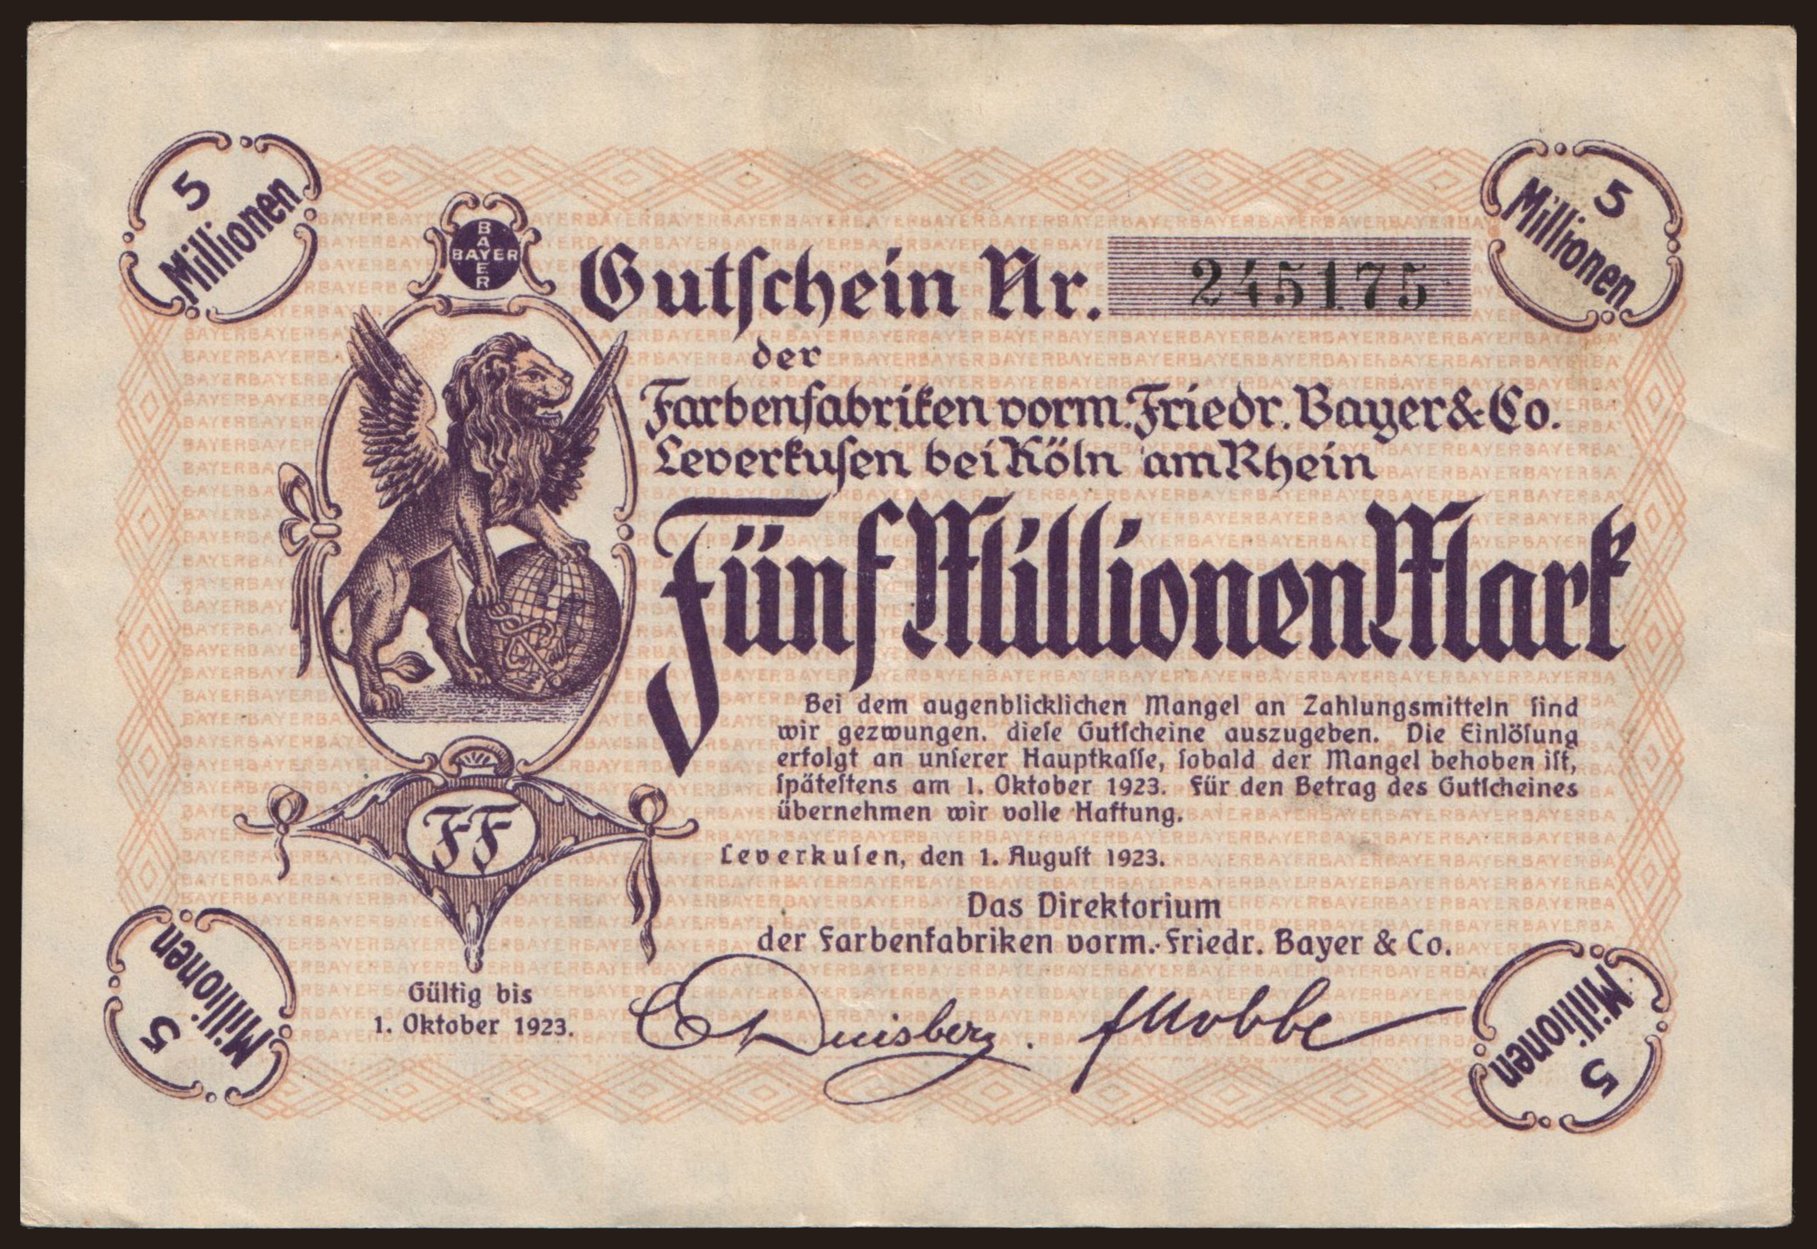 5
Millionen
5
Millionen
BAYER
BAYER
Gutſchein Nr. 245175
der
Farbenfabriken vorm. Friedr. Bayer & Co.
Leverkuſen bei Köln am Rhein
Fünf Millionen Mark
Bei dem augenblicklichen Mangel an Zahlungsmitteln ſind
wir gezwungen, dieſe Gutſcheine auszugeben. Die Einlöſung
erfolgt an unſerer Hauptkaſſe, ſobald der Mangel behoben iſt,
ſpäteſtens am 1. Oktober 1923. Für den Betrag des Gutſcheines
übernehmen wir volle Haftung.
FF
Leverkuſen, den 1. Auguſt 1923.
Das Direktorium
der Farbenfabriken vorm. Friedr. Bayer & Co.
Gültig bis
1. Oktober 1923.
C Duisberg.
5
Millionen
5
Millionen